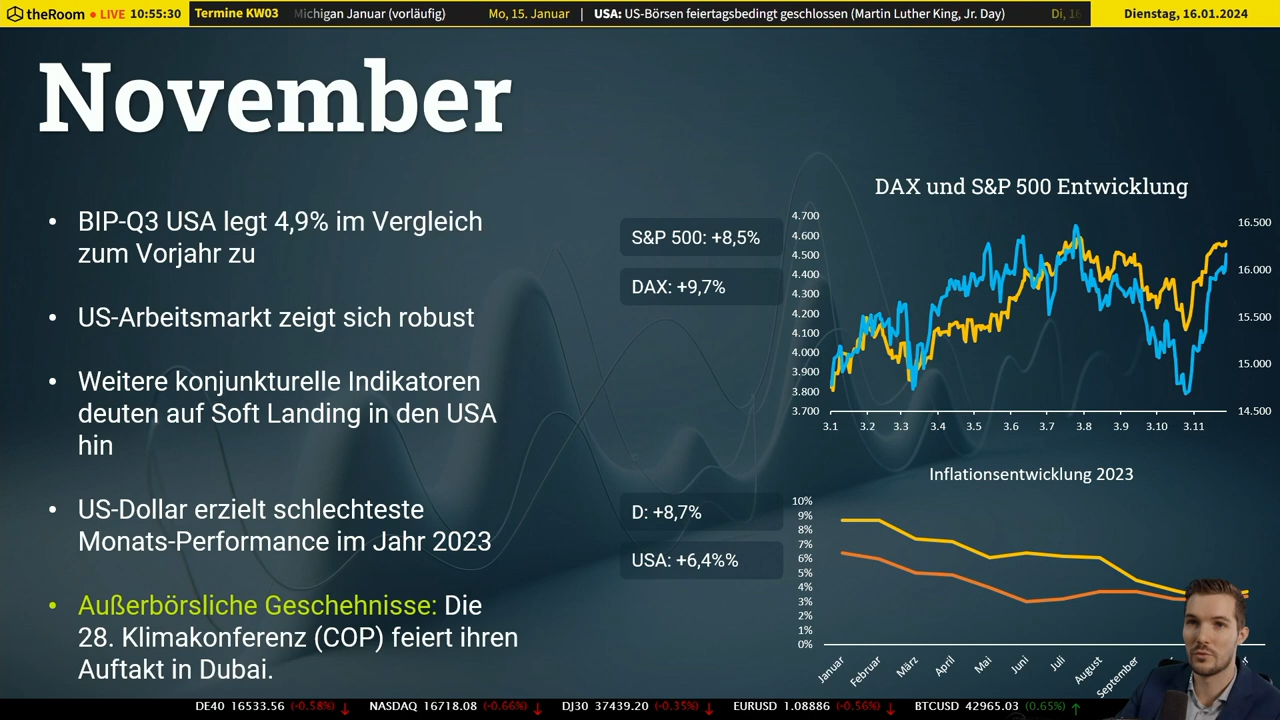 theRoom • LIVE 10:55:30
Termine KW03
Michigan Januar (vorläufig) Mo, 15. Januar | USA: US-Börsen feiertagsbedingt geschlossen (Martin Luther King, Jr. Day) Di, 16
Dienstag, 16.01.2024
November
• BIP-Q3 USA legt 4,9% im Vergleich
zum Vorjahr zu
• US-Arbeitsmarkt zeigt sich robust
• Weitere konjunkturelle Indikatoren
deuten auf Soft Landing in den USA
hin
• US-Dollar erzielt schlechteste
Monats-Performance im Jahr 2023
• Außerbörsliche Geschehnisse: Die
28. Klimakonferenz (COP) feiert ihren
Auftakt in Dubai.
S&P 500: +8,5%
DAX: +9,7%
DAX und S&P 500 Entwicklung
4.700
4.600
4.500
4.400
4.300
4.200
4.100
4.000
3.900
3.800
3.700
16.500
16.000
15.500
15.000
14.500
3.1 3.2 3.3 3.4 3.5 3.6 3.7 3.8 3.9 3.10 3.11
D: +8,7%
USA: +6,4%%
Inflationsentwicklung 2023
10%
9%
8%
7%
6%
5%
4%
3%
2%
1%
0%
Januar Februar März April Mai Juni Juli August September
DE40 16533.56 (-0.58%) ↓ NASDAQ 16718.08 (-0.66%) ↓ DJ30 37439.20 (-0.35%) ↓ EURUSD 1.08886 (-0.56%) ↓ BTCUSD 42965.03 (0.65%) ↑